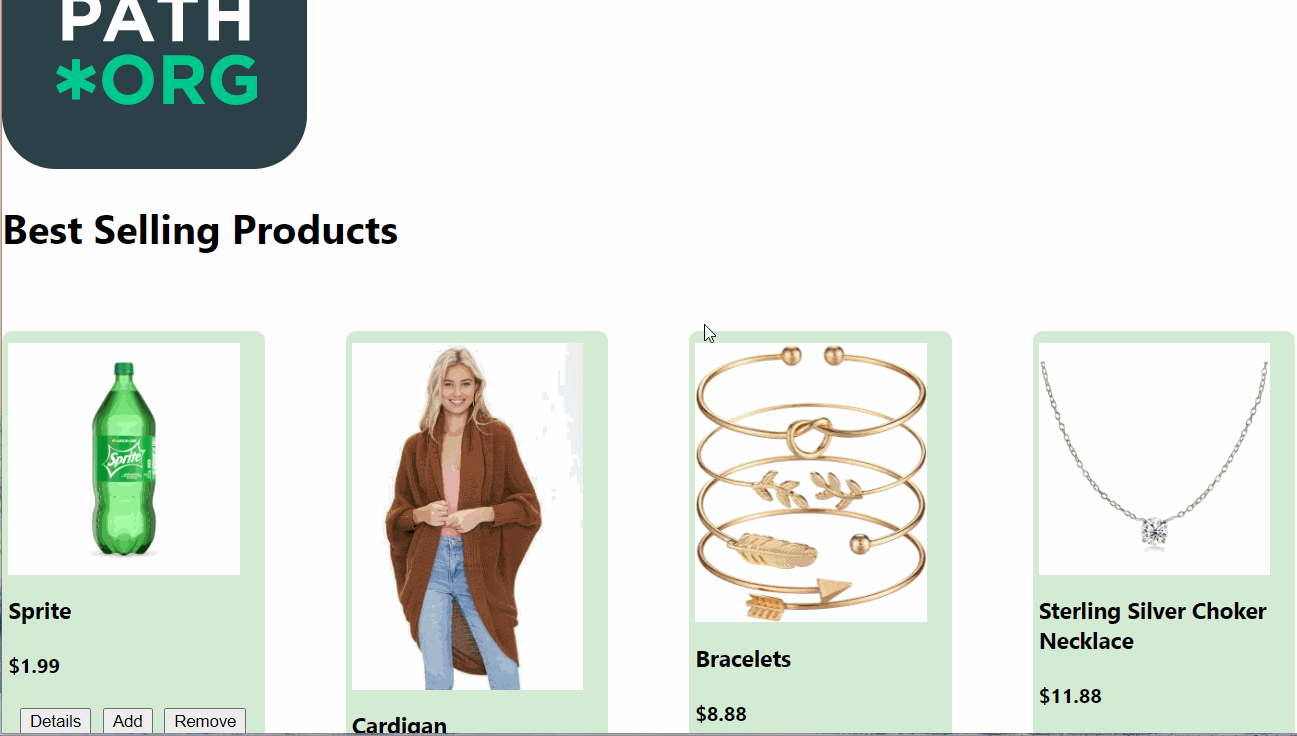 PATH
*ORG
Best Selling Products
Sprite
Sprite
$1.99
Details Add Remove
Cardigan
Bracelets
$8.88
Sterling Silver Choker
Necklace
$11.88